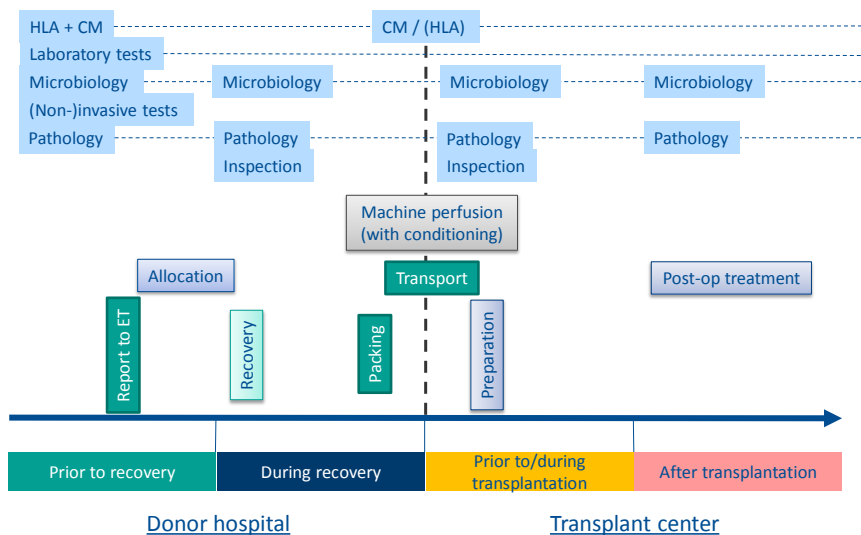 HLA + CM
CM / (HLA)
Laboratory tests
Microbiology
Microbiology
Microbiology
Microbiology
(Non-)invasive tests
Pathology
Pathology
Inspection
Pathology
Inspection
Pathology
Machine perfusion
(with conditioning)
Allocation
Transport
Post-op treatment
Report to ET
Recovery
Packing
Preparation
Prior to recovery
During recovery
Prior to/during
transplantation
After transplantation
Donor hospital
Transplant center